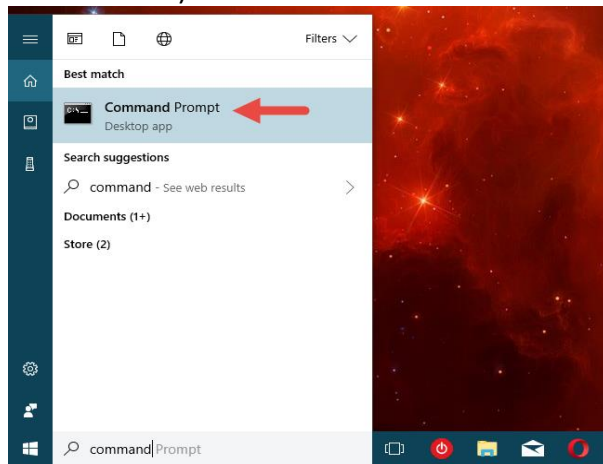 Filters
Best match
Command Prompt
Desktop app
Search suggestions
command - See web results
Documents (1+)
Store (2)
command Prompt